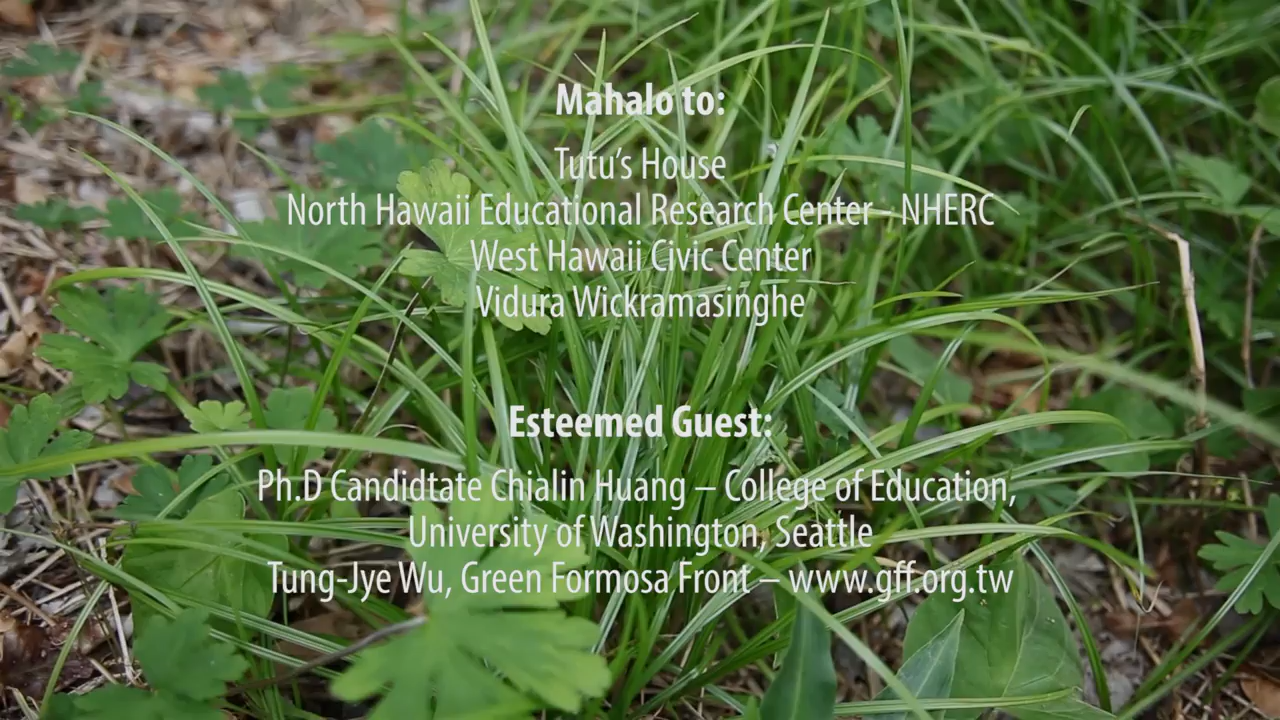 Mahalo to:
Tutu's House
North Hawaii Educational Research Center - NHERC
West Hawaii Civic Center
Vidura Wickramasinghe
Esteemed Guest:
Ph.D Candidtate Chialin Huang – College of Education,
University of Washington, Seattle
Tung-Jye Wu, Green Formosa Front – www.gff.org.tw